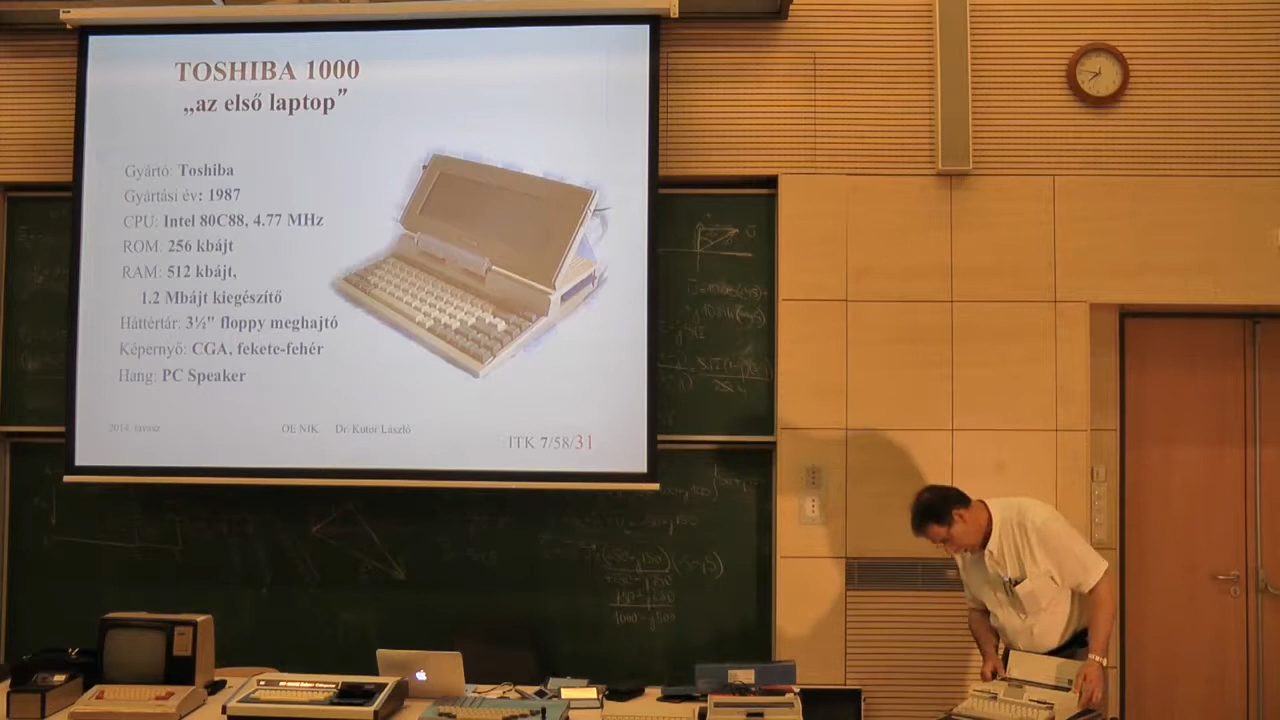 TOSHIBA 1000
„az első laptop”
Gyártó: Toshiba
Gyártási év: 1987
CPU: Intel 80C88, 4.77 MHz
ROM: 256 kbájt
RAM: 512 kbájt,
1.2 Mbájt kiegészítő
Háttértár: 3½" floppy meghajtó
Képernyő: CGA, fekete-fehér
Hang: PC Speaker
2014. tavasz
OE NIK. Dr. Kutor László
ITK 7/58/31